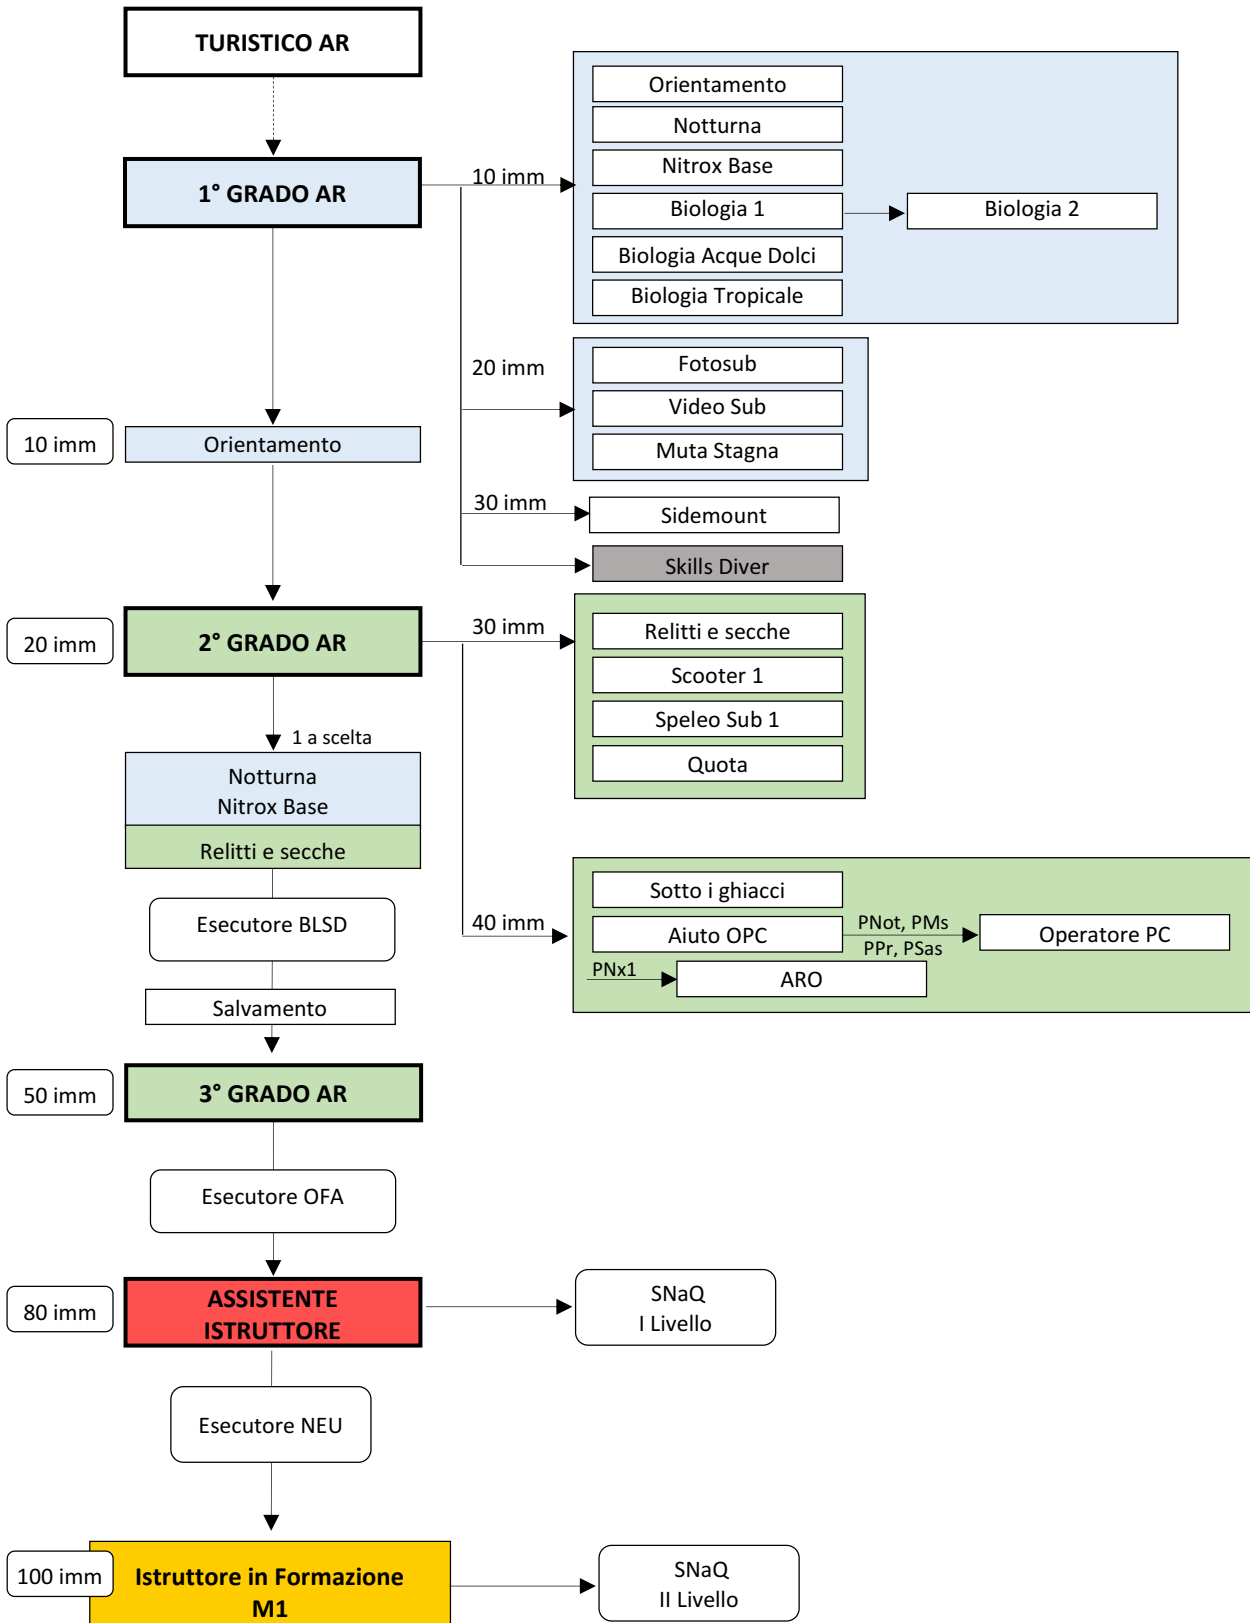 TURISTICO AR
1° GRADO AR
10 imm
Orientamento
Notturna
Nitrox Base
Biologia 1
Biologia 2
Biologia Acque Dolci
Biologia Tropicale
20 imm
Fotosub
Video Sub
Muta Stagna
10 imm
Orientamento
30 imm
Sidemount
Skills Diver
20 imm
2° GRADO AR
30 imm
Relitti e secche
Scooter 1
Speleo Sub 1
Quota
1 a scelta
Notturna
Nitrox Base
Relitti e secche
40 imm
Sotto i ghiacci
Aiuto OPC
PNot, PMs
PPr, PSas
Operatore PC
PNx1
ARO
Esecutore BLSD
Salvamento
50 imm
3° GRADO AR
Esecutore OFA
80 imm
ASSISTENTE
ISTRUTTORE
SNaQ
I Livello
Esecutore NEU
100 imm
Istruttore in Formazione
M1
SNaQ
II Livello